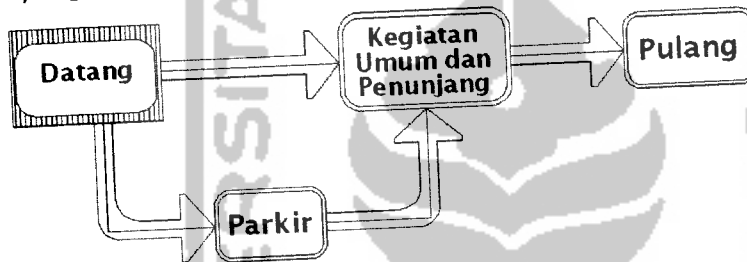 Datang
Kegiatan
Umum dan
Penunjang
Pulang
Parkir